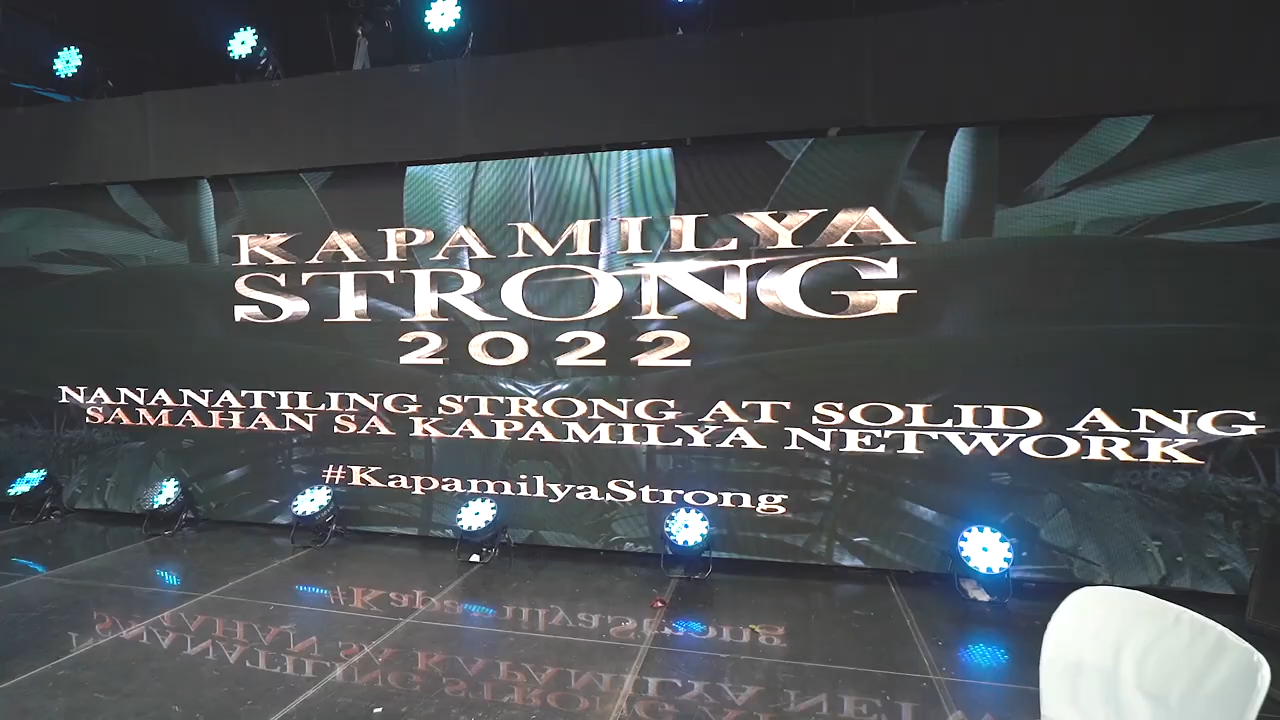 KAPAMILYA
STRONG
2022
NANANATILING STRONG AT SOLID ANG
SAMAHAN SA KAPAMILYA NETWORK
#KapamilyaStrong